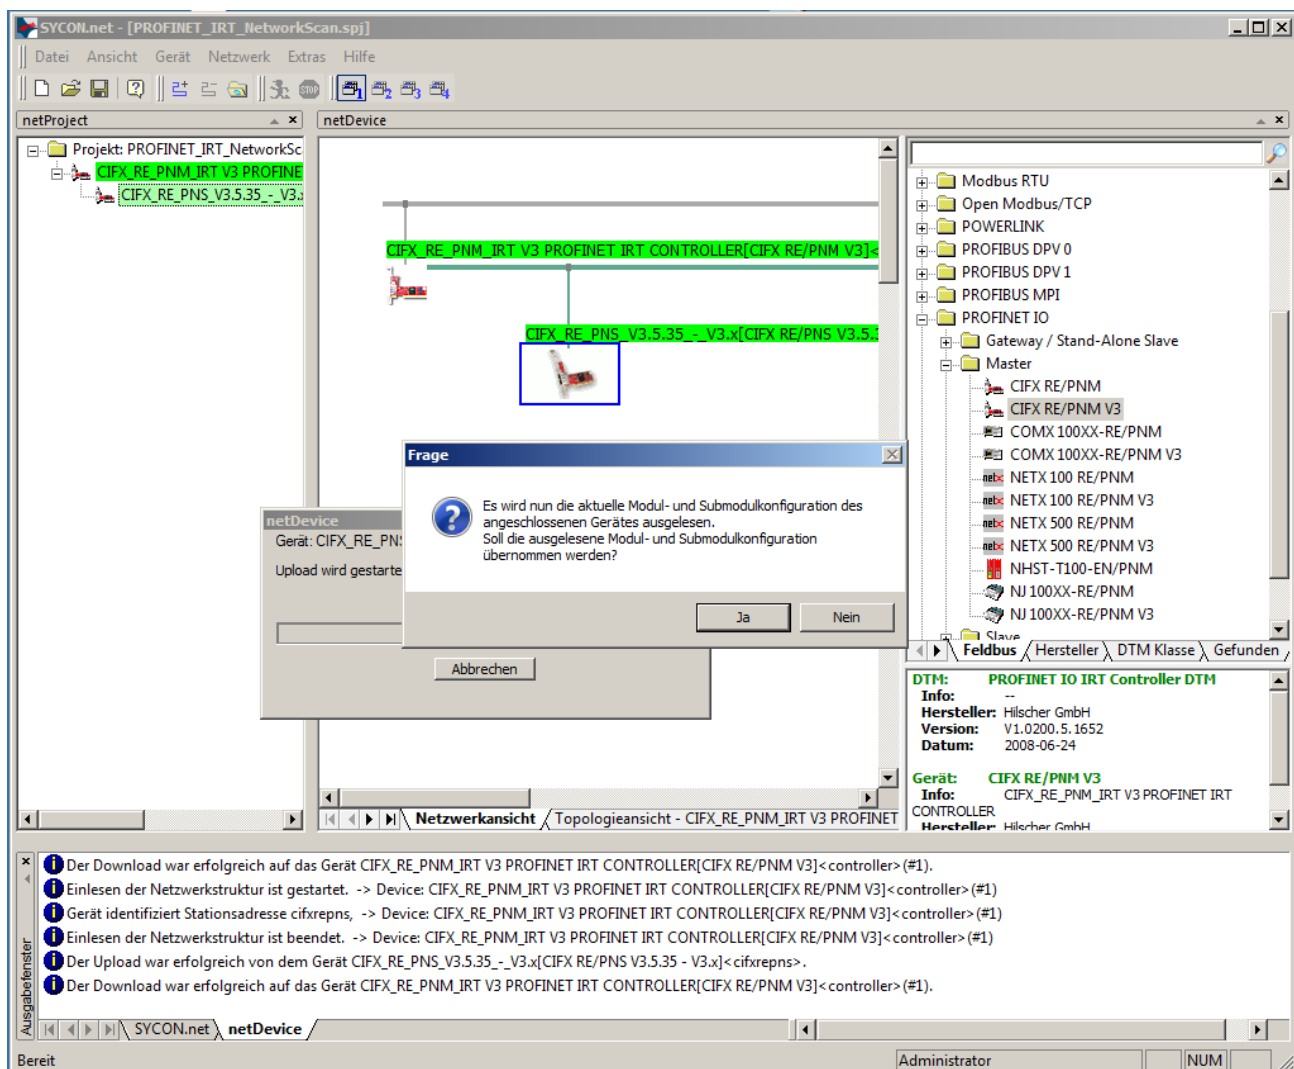 SYCON.net - [PROFINET_IRT_NetworkScan.spj]
Datei Ansicht Gerät Netzwerk Extras Hilfe
netProject
netDevice
Projekt: PROFINET_IRT_NetworkSc
CIFX_RE_PNM_IRT V3 PROFINE
CIFX_RE_PNS_V3.5.35_-_V3.
CIFX_RE_PNM_IRT V3 PROFINET IRT CONTROLLER[CIFX RE/PNM V3]<
CIFX_RE_PNS_V3.5.35_-_V3.x[CIFX RE/PNS V3.5.3
Modbus RTU
Open Modbus/TCP
POWERLINK
PROFIBUS DPV0
PROFIBUS DPV1
PROFIBUS MPI
PROFINET IO
Gateway / Stand-Alone Slave
Master
CIFX RE/PNM
CIFX RE/PNM V3
COMX 100XX-RE/PNM
COMX 100XX-RE/PNM V3
NETX 100 RE/PNM
NETX 100 RE/PNM V3
NETX 500 RE/PNM
NETX 500 RE/PNM V3
NHST-T100-EN/PNM
NJ 100XX-RE/PNM
NJ 100XX-RE/PNM V3
Slave
Feldbus Hersteller DTM Klasse Gefunden
netDevice
Gerät: CIFX_RE_PN
Upload wird gestarte
Abbrechen
Frage
Es wird nun die aktuelle Modul- und Submodulkonfiguration des
angeschlossenen Gerätes ausgelesen.
Soll die ausgelesene Modul- und Submodulkonfiguration
übernommen werden?
Ja Nein
DTM: PROFINET IO IRT Controller DTM
Info: --
Hersteller: Hilscher GmbH
Version: V1.0200.5.1652
Datum: 2008-06-24
Gerät: CIFX RE/PNM V3
Info: CIFX_RE_PNM_IRT V3 PROFINET IRT
CONTROLLER
Hersteller: Hilscher GmbH
Netzwerkansicht Topologieansicht - CIFX_RE_PNM_IRT V3 PROFINET
Der Download war erfolgreich auf das Gerät CIFX_RE_PNM_IRT V3 PROFINET IRT CONTROLLER[CIFX RE/PNM V3]<controller>(#1).
Einlesen der Netzwerkstruktur ist gestartet. -> Device: CIFX_RE_PNM_IRT V3 PROFINET IRT CONTROLLER[CIFX RE/PNM V3]<controller>(#1)
Gerät identifiziert Stationsadresse cifxrepns, -> Device: CIFX_RE_PNM_IRT V3 PROFINET IRT CONTROLLER[CIFX RE/PNM V3]<controller>(#1)
Einlesen der Netzwerkstruktur ist beendet. -> Device: CIFX_RE_PNM_IRT V3 PROFINET IRT CONTROLLER[CIFX RE/PNM V3]<controller>(#1)
Der Upload war erfolgreich von dem Gerät CIFX_RE_PNS_V3.5.35_-_V3.x[CIFX RE/PNS V3.5.35 - V3.x]<cifxrepns>.
Der Download war erfolgreich auf das Gerät CIFX_RE_PNM_IRT V3 PROFINET IRT CONTROLLER[CIFX RE/PNM V3]<controller>(#1).
Ausgabefenster
SYCON.net netDevice
Bereit
Administrator
NUM